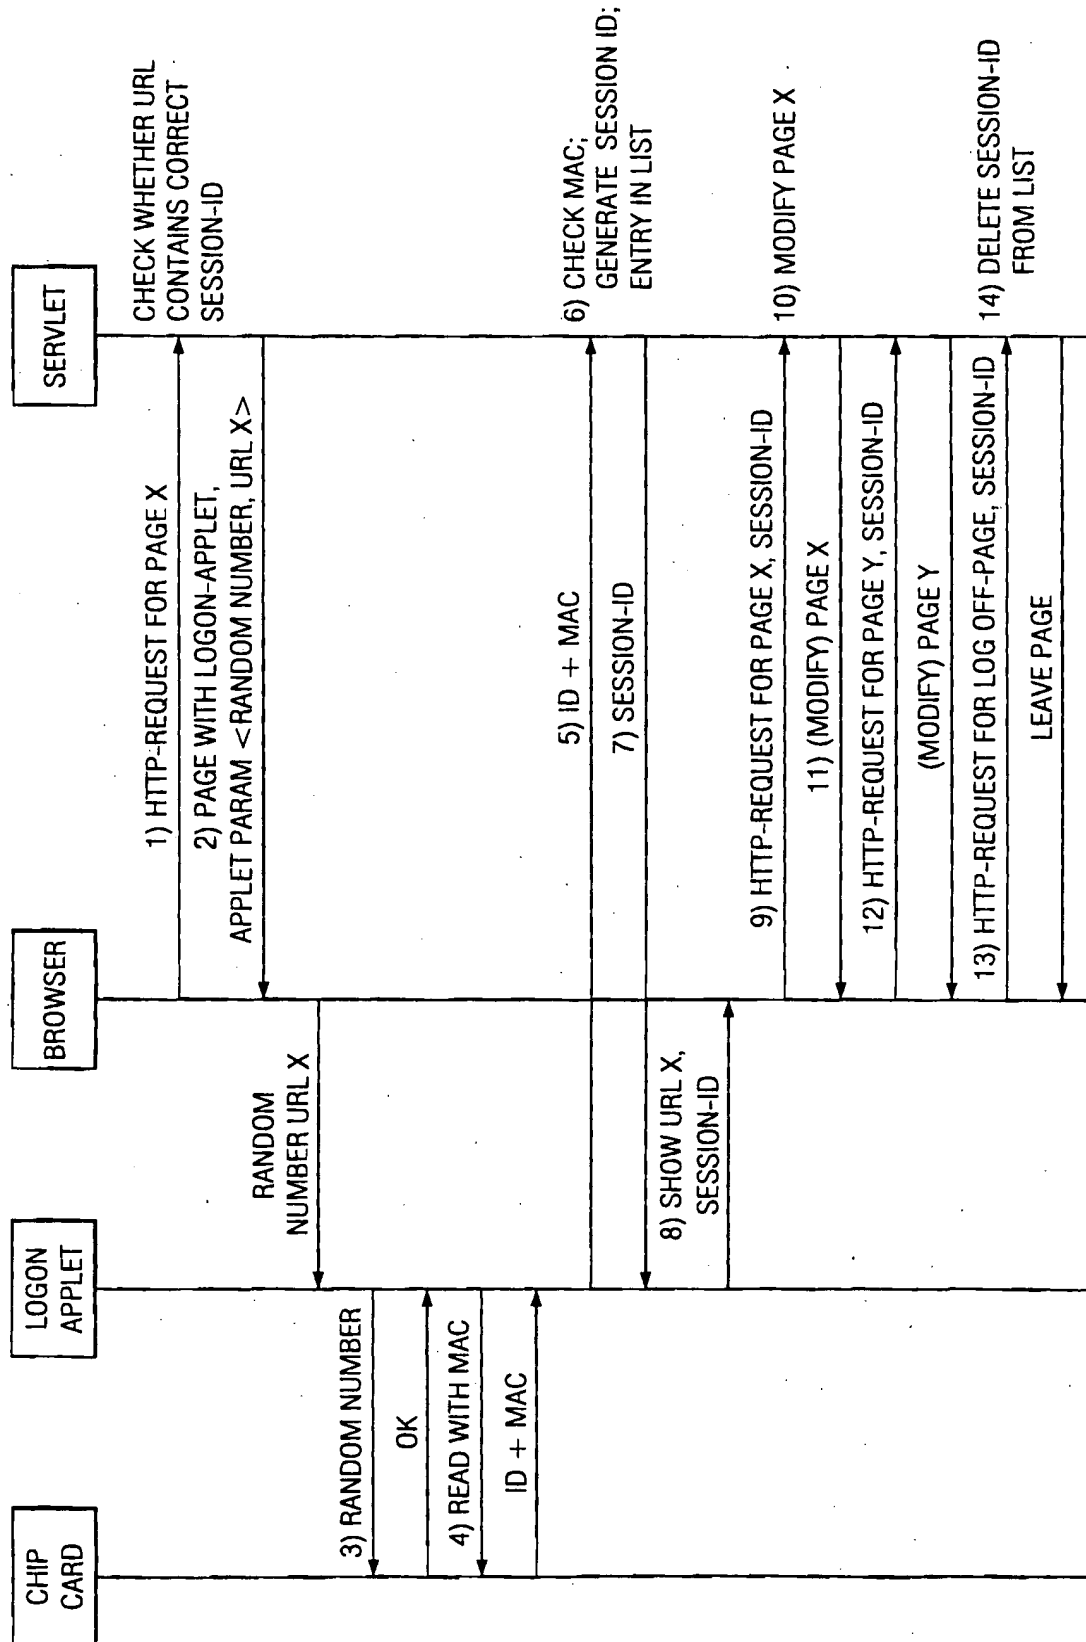 CHIP
CARD
LOGON
APPLET
BROWSER
SERVLET
CHECK WHETHER URL
CONTAINS CORRECT
SESSION-ID
1) HTTP-REQUEST FOR PAGE X
2) PAGE WITH LOGON-APPLET,
APPLET PARAM <RANDOM NUMBER, URL X>
RANDOM
NUMBER URL X
3) RANDOM NUMBER
OK
4) READ WITH MAC
ID + MAC
5) ID + MAC
6) CHECK MAC;
GENERATE SESSION ID;
ENTRY IN LIST
7) SESSION-ID
8) SHOW URL X,
SESSION-ID
9) HTTP-REQUEST FOR PAGE X, SESSION-ID
10) MODIFY PAGE X
11) (MODIFY) PAGE X
12) HTTP-REQUEST FOR PAGE Y, SESSION-ID
(MODIFY) PAGE Y
13) HTTP-REQUEST FOR LOG OFF-PAGE, SESSION-ID
14) DELETE SESSION-ID
FROM LIST
LEAVE PAGE